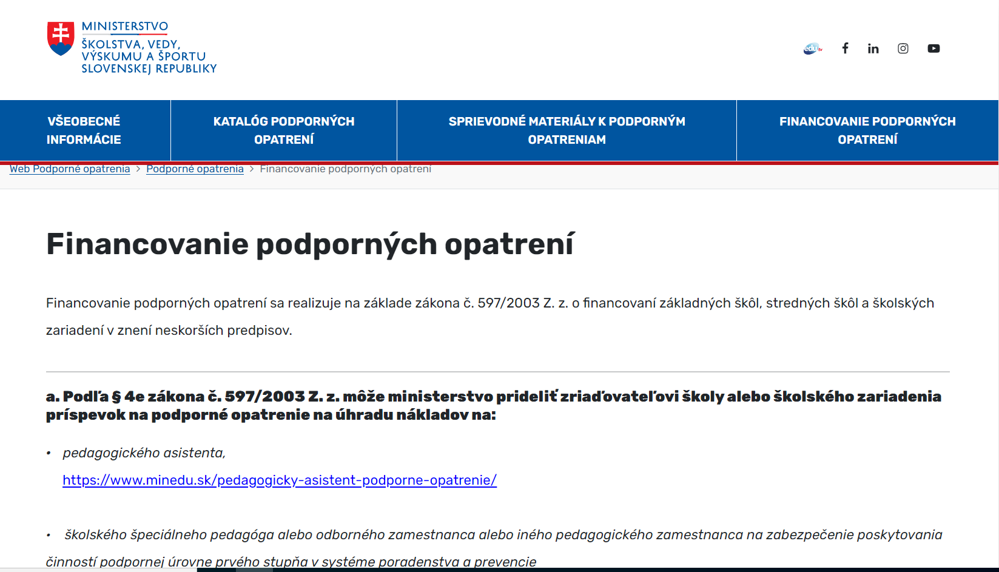 MINISTERSTVO
ŠKOLSTVA, VEDY,
VÝSKUMU A ŠPORTU
SLOVENSKEJ REPUBLIKY
edu tv
VŠEOBECNÉ
INFORMÁCIE
KATALÓG PODPORNÝCH
OPATRENÍ
SPRIEVODNÉ MATERIÁLY K PODPORNÝM
OPATRENIAM
FINANCOVANIE PODPORNÝCH
OPATRENÍ
Web Podporné opatrenia > Podporné opatrenia > Financovanie podporných opatrení
Financovanie podporných opatrení
Financovanie podporných opatrení sa realizuje na základe zákona č. 597/2003 Z. z. o financovaní základných škôl, stredných škôl a školských
zariadení v znení neskorších predpisov.
a. Podľa § 4e zákona č. 597/2003 Z. z. môže ministerstvo prideliť zriaďovateľovi školy alebo školského zariadenia
príspevok na podporné opatrenie na úhradu nákladov na:
• pedagogického asistenta,
https://www.minedu.sk/pedagogicky-asistent-podporne-opatrenie/
• školského špeciálneho pedagóga alebo odborného zamestnanca alebo iného pedagogického zamestnanca na zabezpečenie poskytovania
činností podpornej úrovne prvého stupňa v systéme poradenstva a prevencie